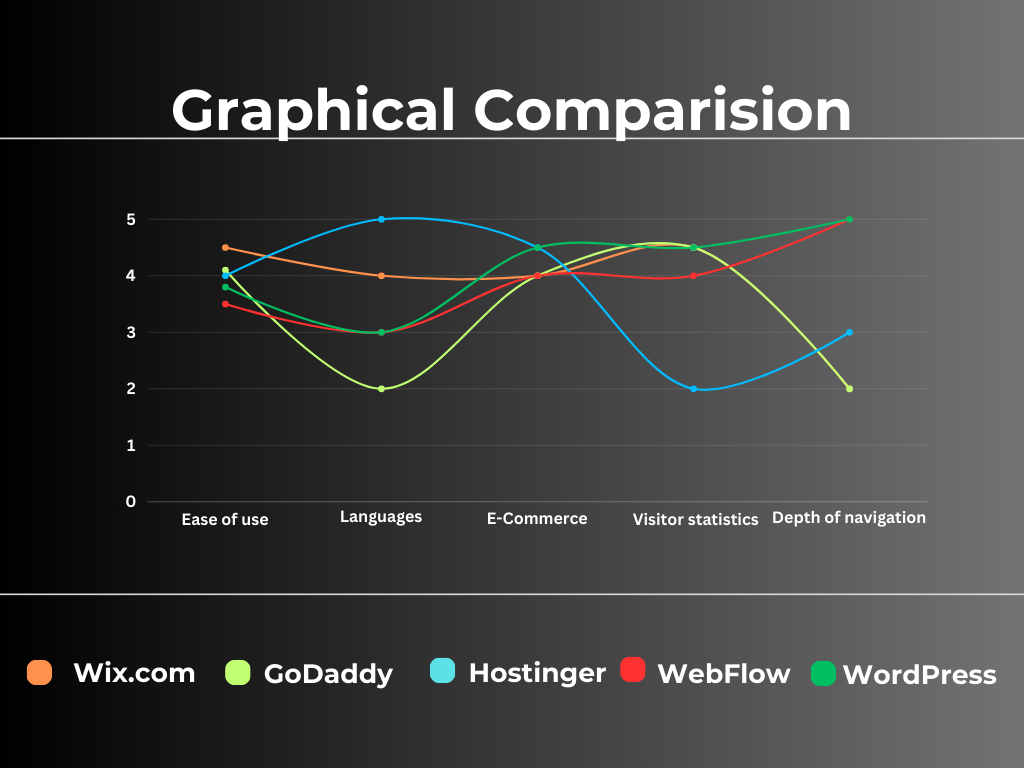 Graphical Comparision
5
4
3
2
1
0
Ease of use
Languages
E-Commerce
Visitor statistics
Depth of navigation
Wix.com
GoDaddy
Hostinger
WebFlow
WordPress